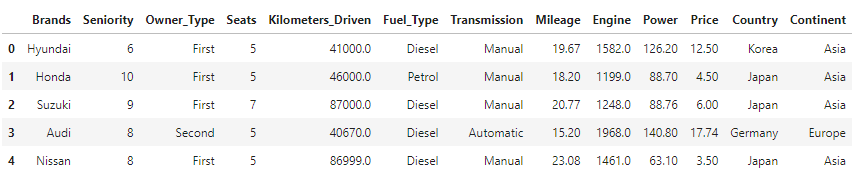 Brands Seniority Owner_Type Seats Kilometers_Driven Fuel_Type Transmission Mileage Engine Power Price Country Continent
0 Hyundai 6 First 5 41000.0 Diesel Manual 19.67 1582.0 126.20 12.50 Korea Asia
1 Honda 10 First 5 46000.0 Petrol Manual 18.20 1199.0 88.70 4.50 Japan Asia
2 Suzuki 9 First 7 87000.0 Diesel Manual 20.77 1248.0 88.76 6.00 Japan Asia
3 Audi 8 Second 5 40670.0 Diesel Automatic 15.20 1968.0 140.80 17.74 Germany Europe
4 Nissan 8 First 5 86999.0 Diesel Manual 23.08 1461.0 63.10 3.50 Japan Asia